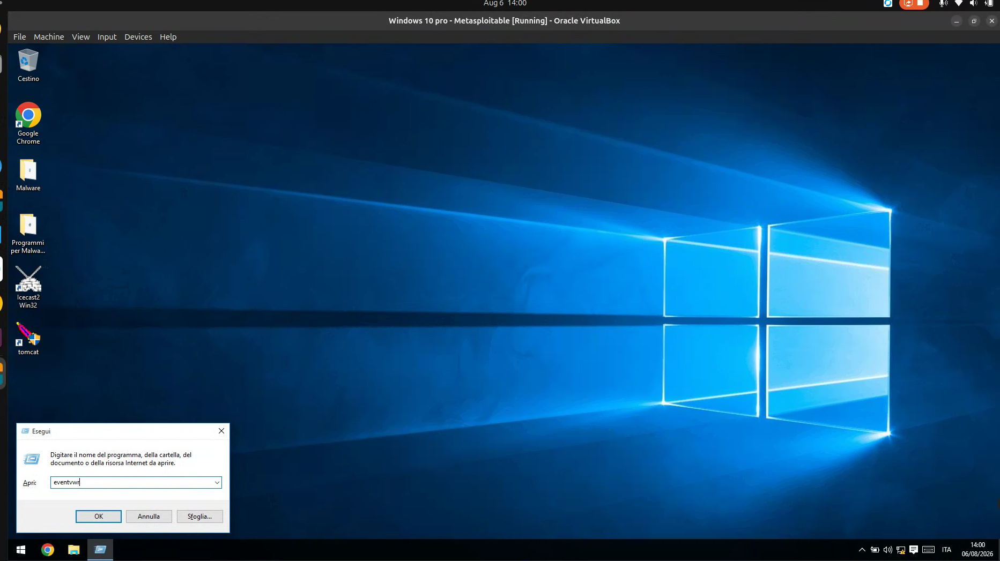 Aug 6 14:00
Windows 10 pro - Metasploitable [Running] - Oracle VirtualBox
File Machine View Input Devices Help
Cestino
Google
Chrome
Malware
Programmi
per Malwa...
Icecast2
Win32
tomcat
Esegui
Digitare il nome del programma, della cartella, del
documento o della risorsa Internet da aprire.
Apri: eventvwr
OK Annulla Sfoglia...
ITA
14:00
06/08/2026